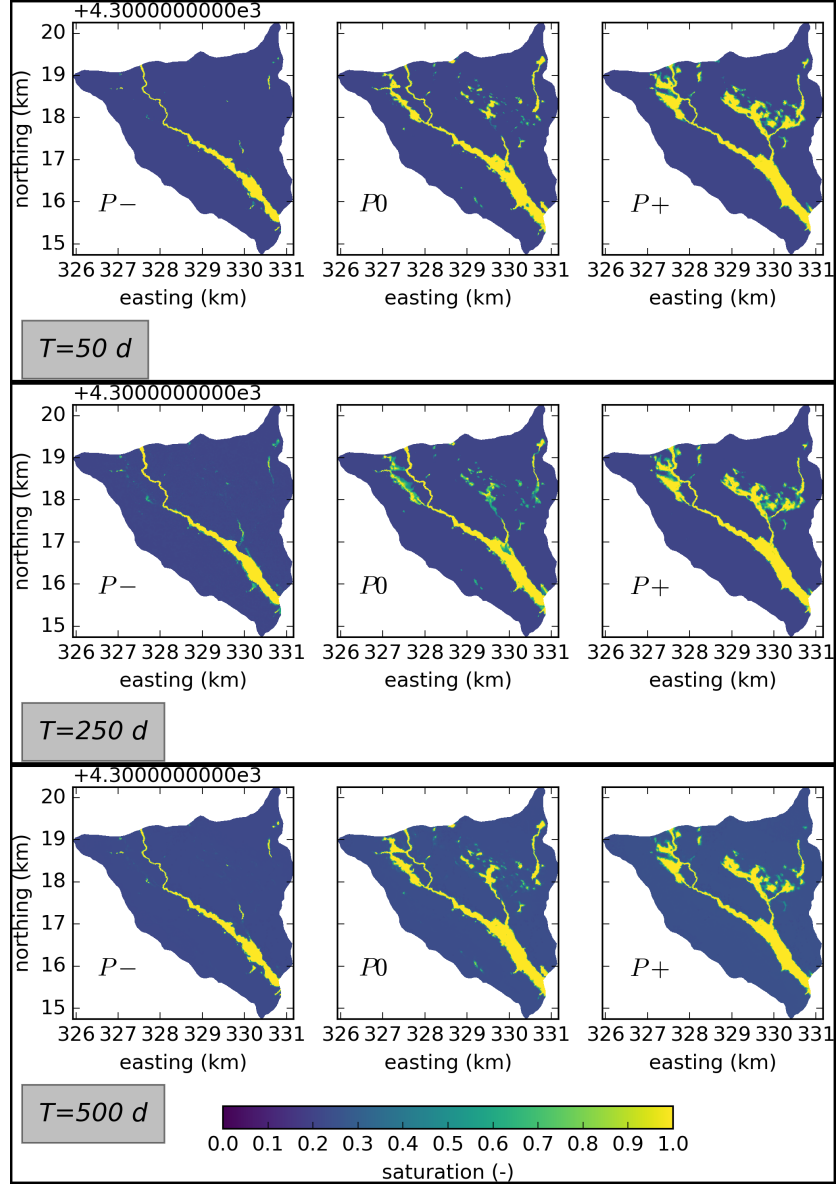 +4.3000000000e3
20
19
18
17
16
15
northing (km)
P− P0 P+
326 327 328 329 330 331 326 327 328 329 330 331 326 327 328 329 330 331
easting (km) easting (km) easting (km)
T=50 d
+4.3000000000e3
20
19
18
17
16
15
northing (km)
P− P0 P+
326 327 328 329 330 331 326 327 328 329 330 331 326 327 328 329 330 331
easting (km) easting (km) easting (km)
T=250 d
+4.3000000000e3
20
19
18
17
16
15
northing (km)
P− P0 P+
326 327 328 329 330 331 326 327 328 329 330 331 326 327 328 329 330 331
easting (km) easting (km) easting (km)
T=500 d
0.0 0.1 0.2 0.3 0.4 0.5 0.6 0.7 0.8 0.9 1.0
saturation (-)